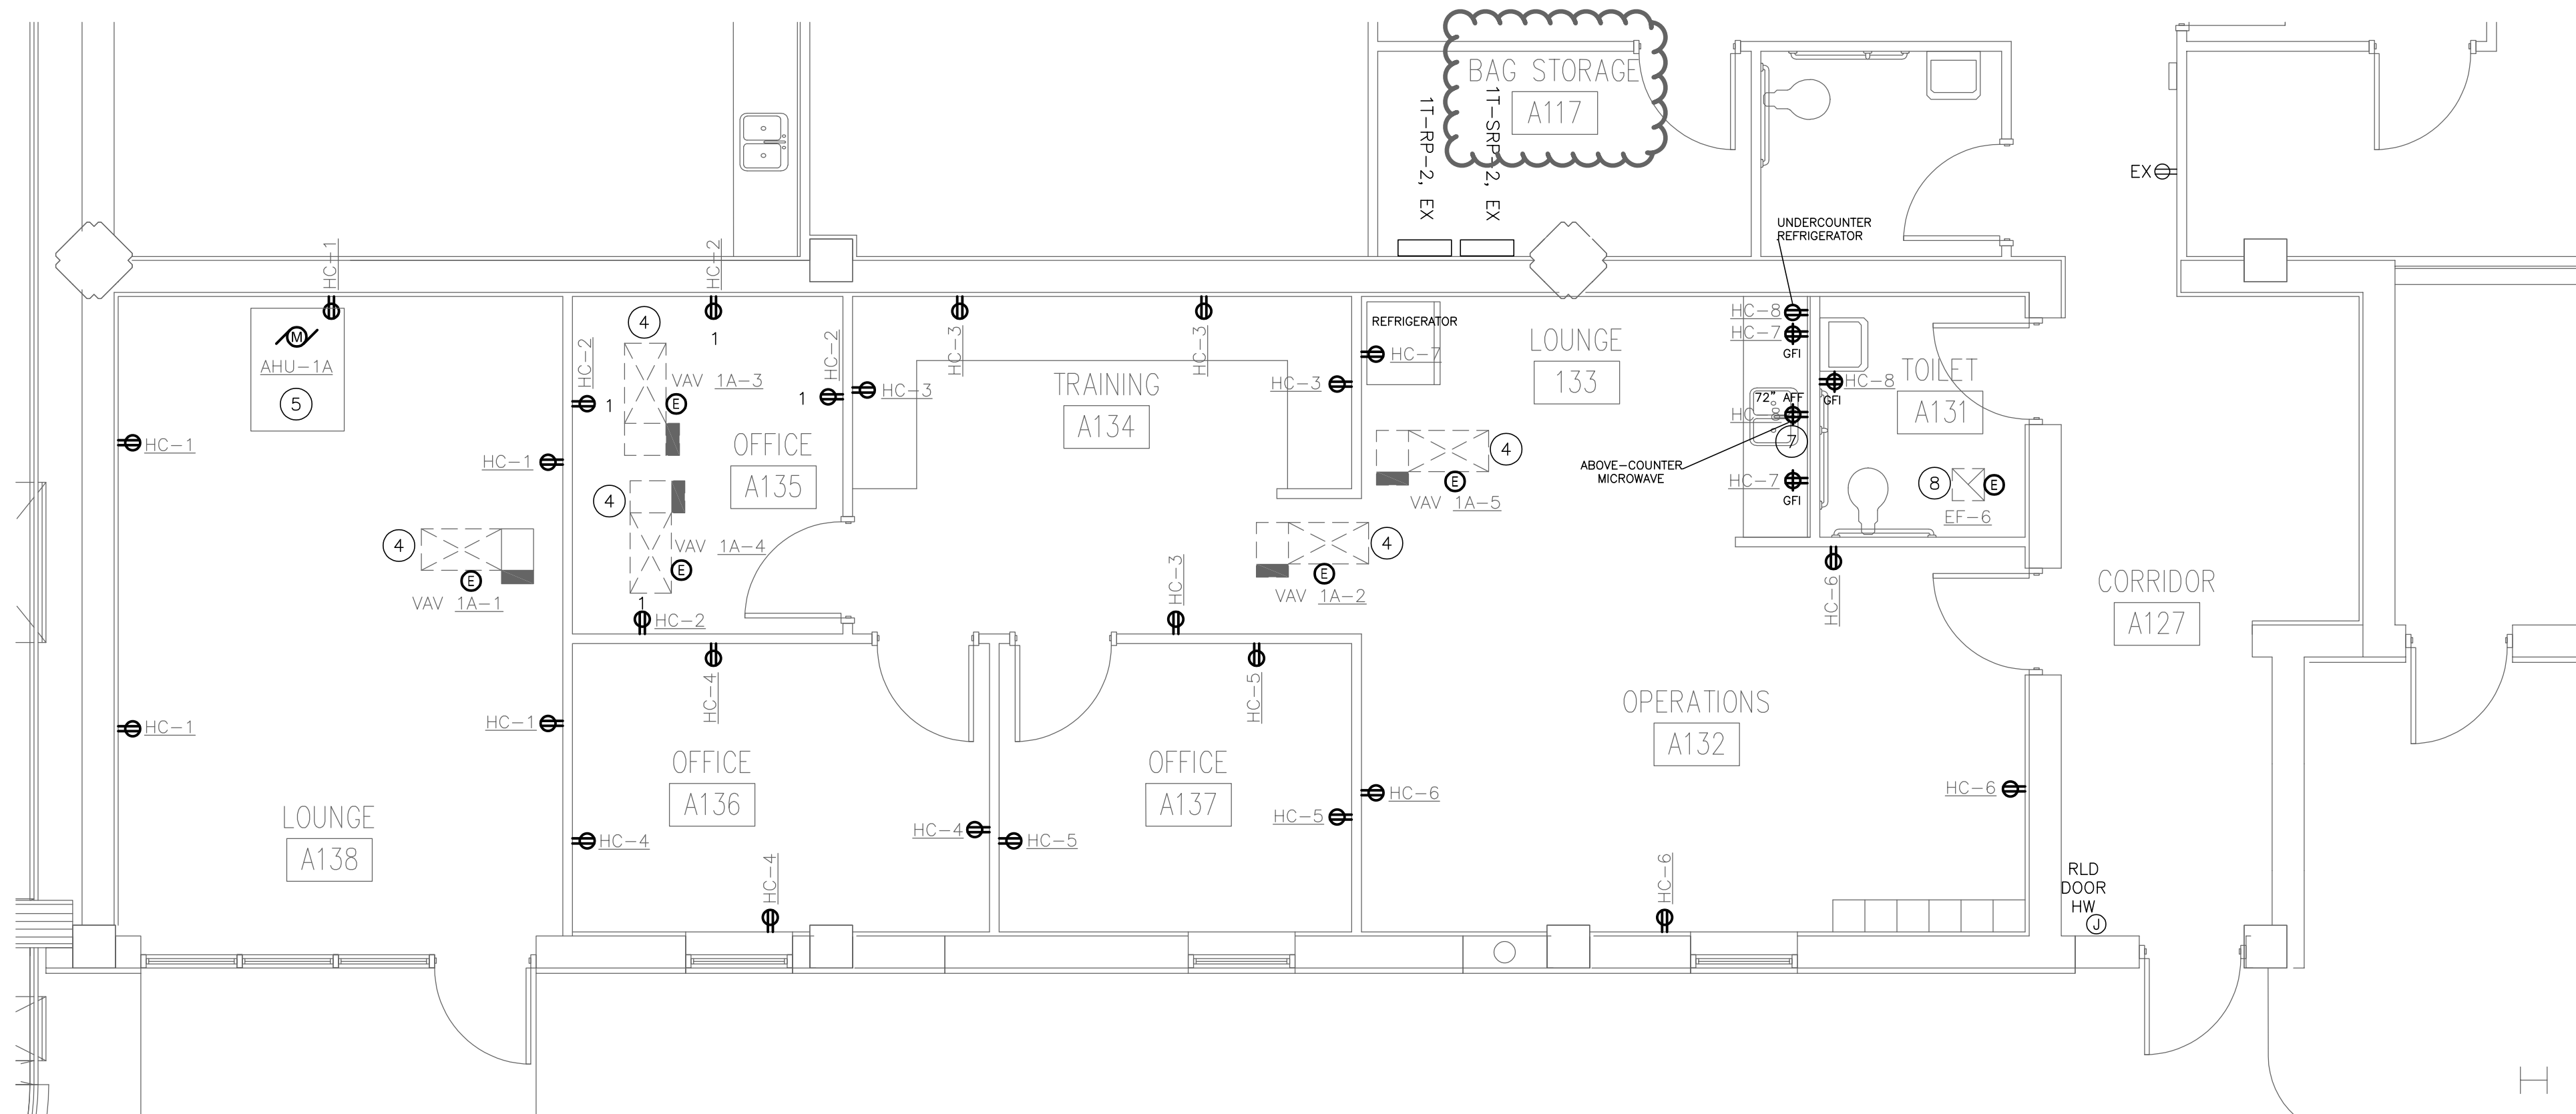 BAG STORAGE
A117
1T-RP-2, EX
1T-SRP-2, EX
EX
UNDERCOUNTER
REFRIGERATOR
HC-1
HC-2
AHU-1A
5
HC-1
HC-1
HC-1
HC-1
4
VAV 1A-1
LOUNGE
A138
4
1
HC-2
1
VAV 1A-3
E
HC-2
1
OFFICE
A135
4
VAV 1A-4
E
1
HC-2
M
E
HC-3
HC-3
HC-3
HC-3
TRAINING
A134
HC-3
4
E
VAV 1A-2
REFRIGERATOR
HC-7
LOUNGE
133
4
E
VAV 1A-5
HC-8
HC-7
GFI
72" AFF
HC-8
7
ABOVE-COUNTER
MICROWAVE
HC-7
GFI
HC-8
GFI
TOILET
A131
8
E
EF-6
HC-6
CORRIDOR
A127
HC-4
OFFICE
A136
HC-4
HC-4
HC-4
HC-5
OFFICE
A137
HC-5
HC-5
OPERATIONS
A132
HC-6
HC-6
HC-6
RLD
DOOR
HW
J
H